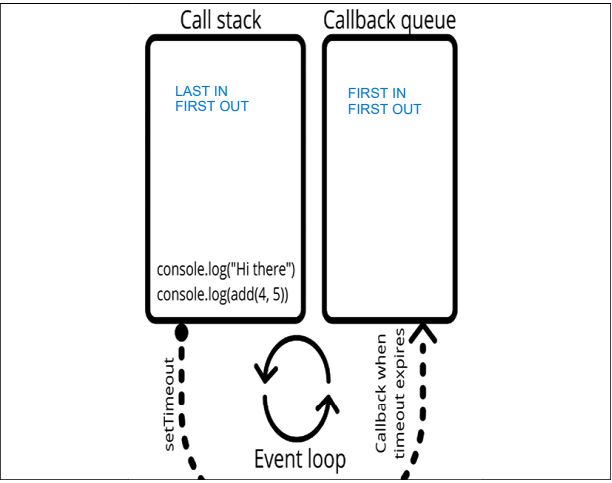 Call stack
Callback queue
LAST IN
FIRST OUT
FIRST IN
FIRST OUT
console.log("Hi there")
console.log(add(4, 5))
setTimeout
Callback when
timeout expires
Event loop